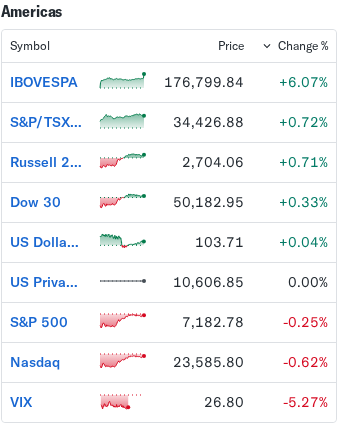 Americas
Symbol Price Change %
IBOVESPA 176,799.84 +6.07%
S&P/TSX... 34,426.88 +0.72%
Russell 2... 2,704.06 +0.71%
Dow 30 50,182.95 +0.33%
US Dolla... 103.71 +0.04%
US Priva... 10,606.85 0.00%
S&P 500 7,182.78 -0.25%
Nasdaq 23,585.80 -0.62%
VIX 26.80 -5.27%